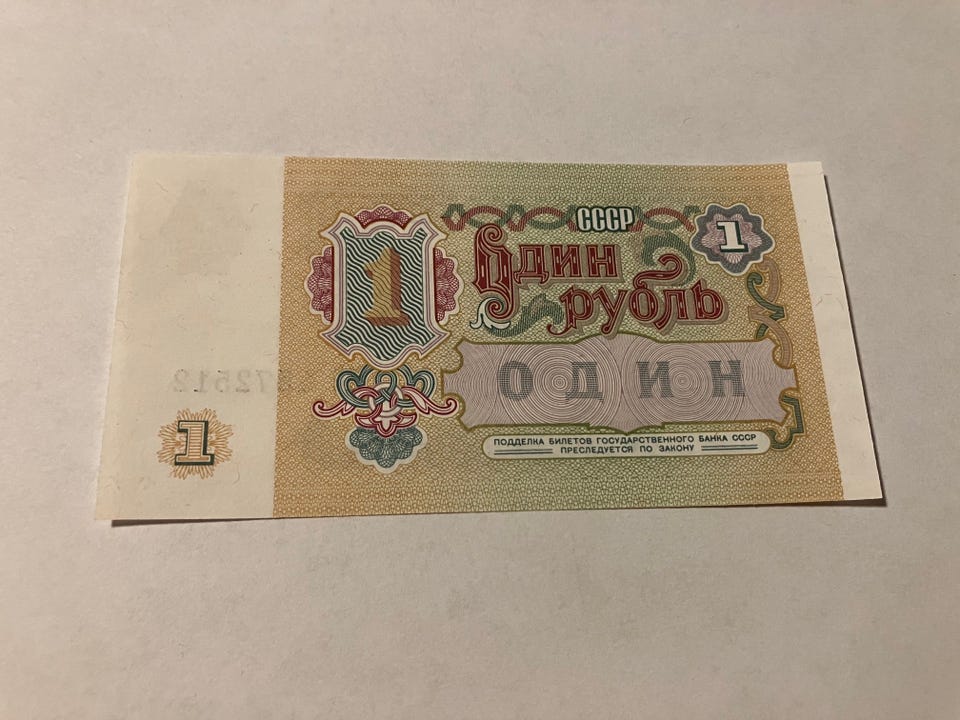 СССР
1
Один
1
рубль
ОДИН
1
ПОДДЕЛКА БИЛЕТОВ ГОСУДАРСТВЕННОГО БАНКА СССР
ПРЕСЛЕДУЕТСЯ ПО ЗАКОНУ